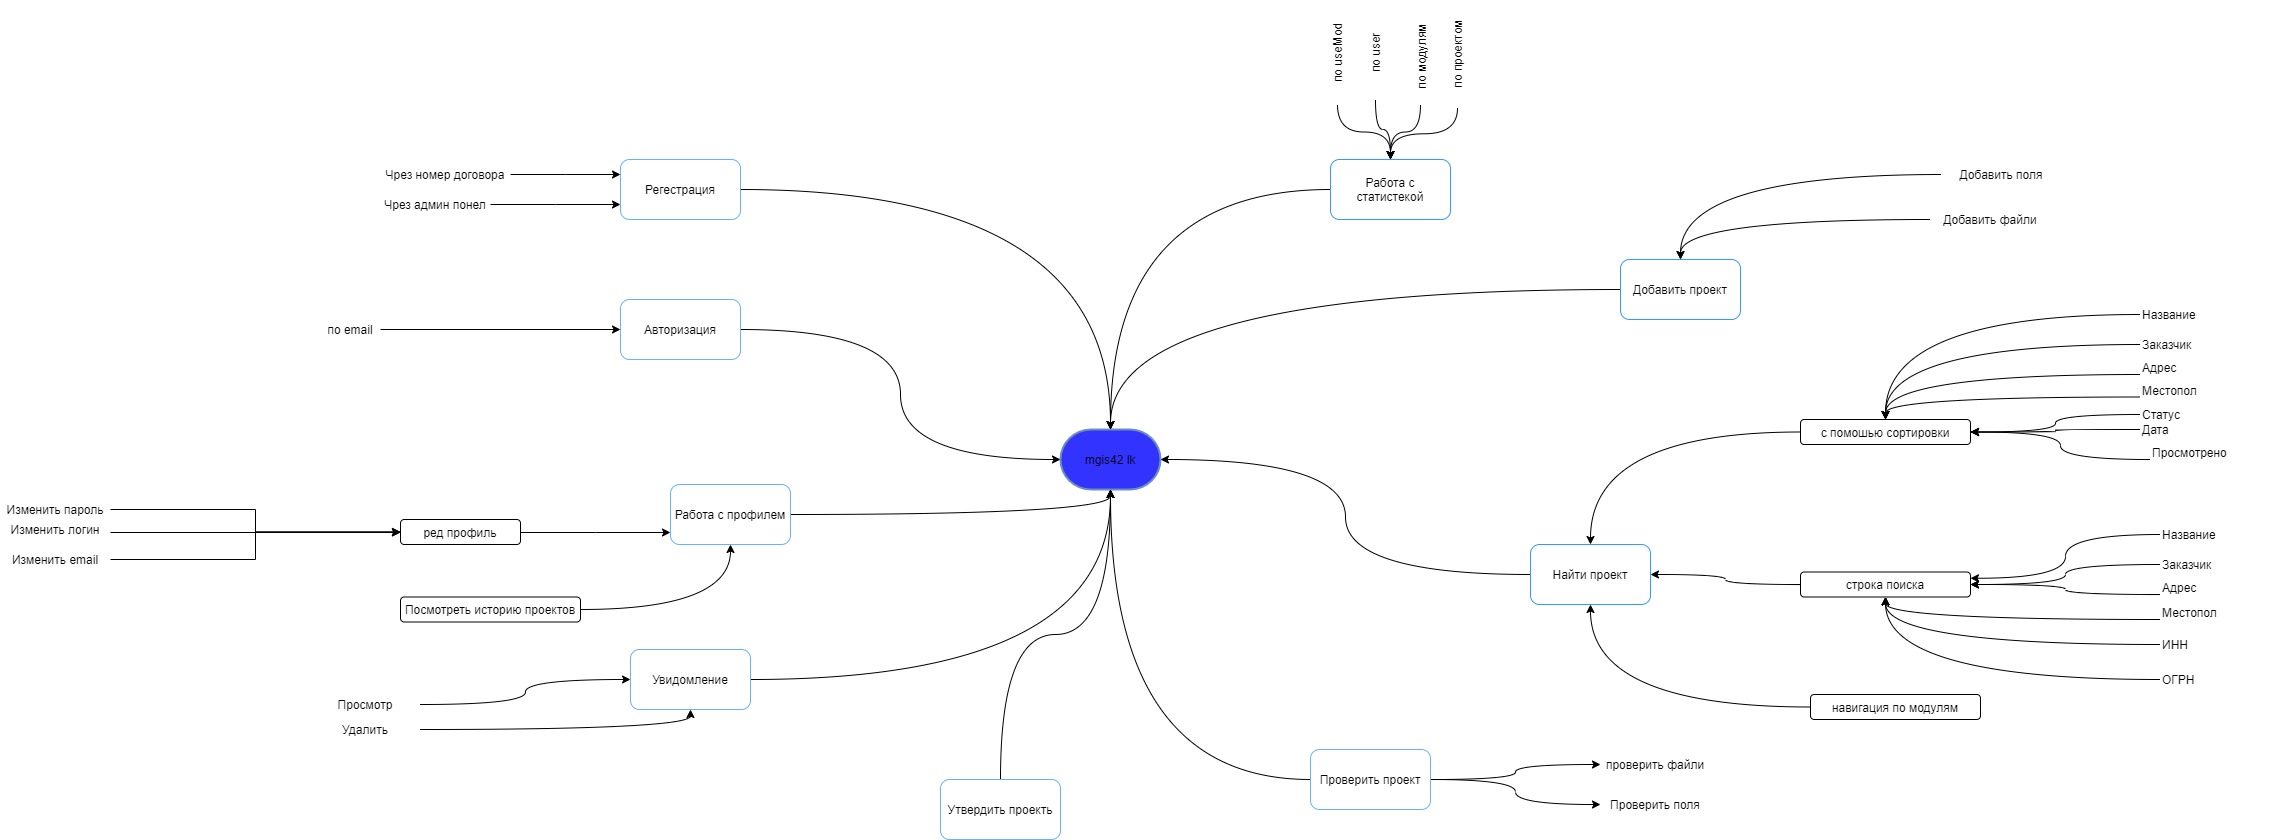 по useMod
по user
по модулям
по проектом
Чрез номер договора
Чрез админ понел
Регестрация
Работа с
статистекой
Добавить поля
Добавить файли
Добавить проект
по email
Авторизация
Название
Заказчик
Адрес
Местопол
Статус
Дата
Просмотрено
с помошью сортировки
mgis42 lk
Изменить пароль
Изменить логин
Изменить email
ред профиль
Работа с профилем
Посмотреть историю проектов
Найти проект
строка поиска
Название
Заказчик
Адрес
Местопол
ИНН
ОГРН
навигация по модулям
Увидомление
Просмотр
Удалить
Утвердить проекть
Проверить проект
проверить файли
Проверить поля